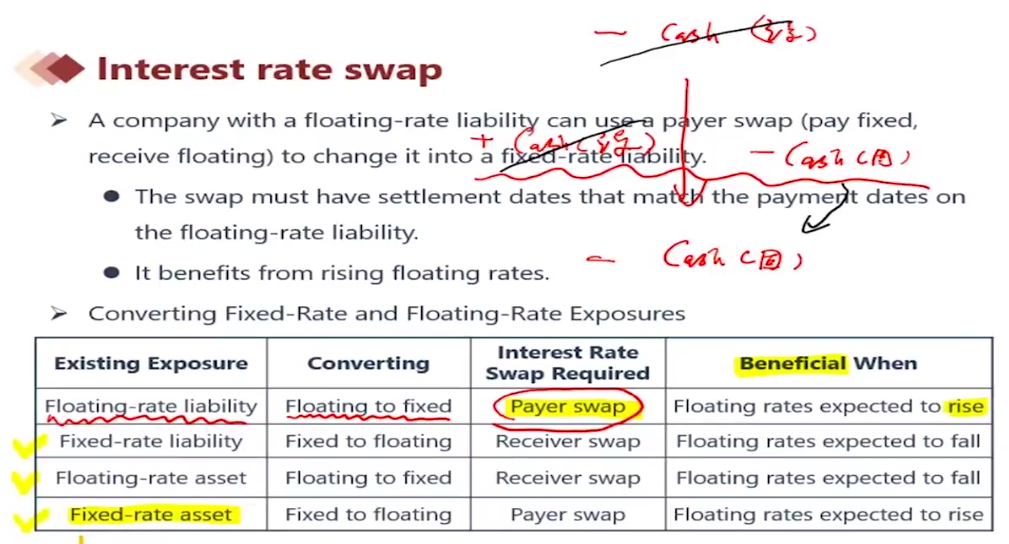 - Cash (浮)
Interest rate swap
➢ A company with a floating-rate liability can use a payer swap (pay fixed,
+ Cash (浮)
receive floating) to change it into a fixed-rate liability.
- Cash (固)
● The swap must have settlement dates that match the payment dates on
the floating-rate liability.
- Cash (固)
● It benefits from rising floating rates.
➢ Converting Fixed-Rate and Floating-Rate Exposures
Existing Exposure Converting Interest Rate Swap Required Beneficial When
Floating-rate liability Floating to fixed Payer swap Floating rates expected to rise
Fixed-rate liability Fixed to floating Receiver swap Floating rates expected to fall
Floating-rate asset Floating to fixed Receiver swap Floating rates expected to fall
Fixed-rate asset Fixed to floating Payer swap Floating rates expected to rise